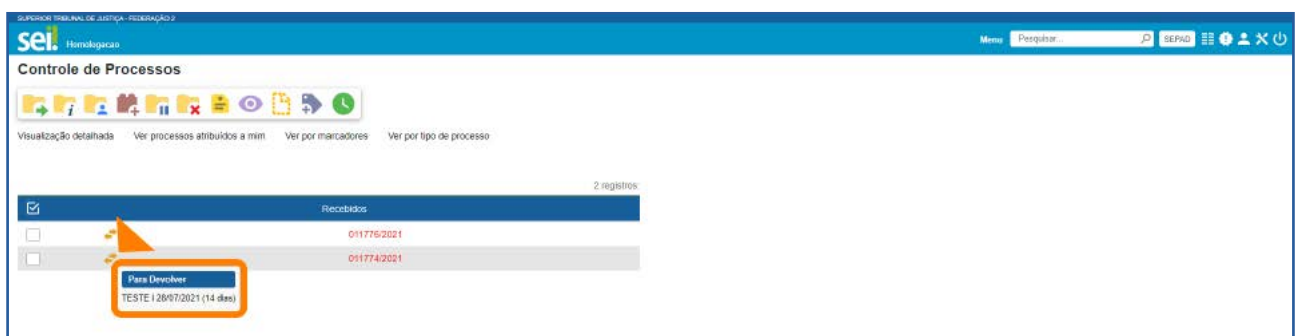 SUPERIOR TRIBUNAL DE JUSTIÇA - FEDERAÇÃO 2
sei! Homologacao Menu Pesquisar... SEPAD
Controle de Processos
Visualização detalhada Ver processos atribuídos a mim Ver por marcadores Ver por tipo de processo
2 registros:
Recebidos
011776/2021
011774/2021
Para Devolver
TESTE I 28/07/2021 (14 dias)